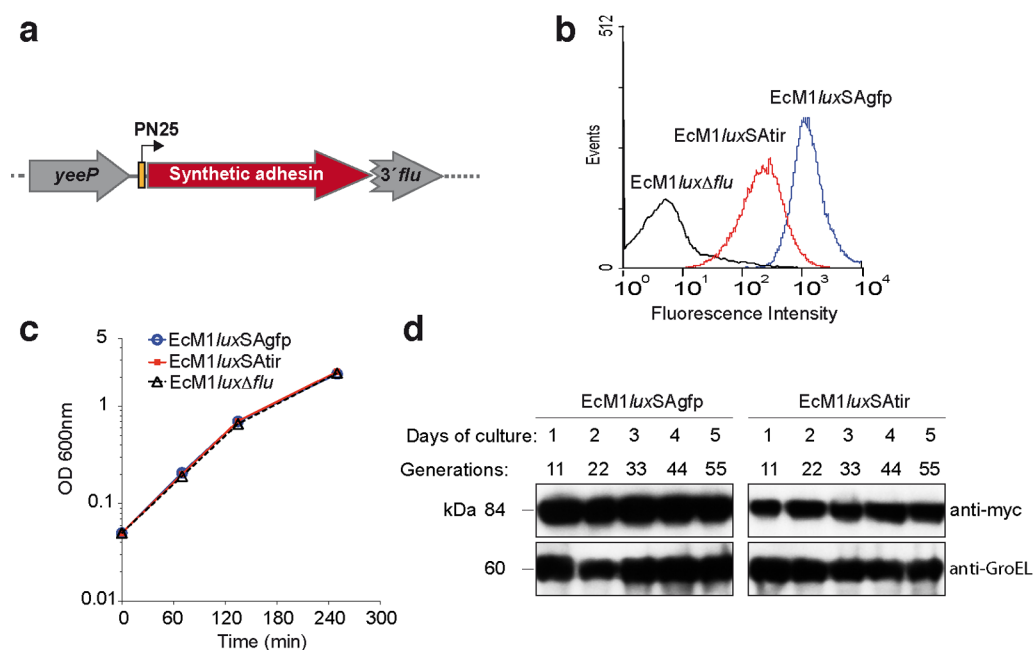 a
PN25
yeeP
Synthetic adhesin
3´flu
b
512
Events
0
EcM1luxSAgfp
EcM1luxSAtir
EcM1luxΔflu
10⁰ 10¹ 10² 10³ 10⁴
Fluorescence Intensity
c
5
1
0.1
0.01
OD 600nm
EcM1luxSAgfp
EcM1luxSAtir
EcM1luxΔflu
0 60 120 180 240 300
Time (min)
d
EcM1luxSAgfp EcM1luxSAtir
Days of culture: 1 2 3 4 5 1 2 3 4 5
Generations: 11 22 33 44 55 11 22 33 44 55
kDa 84 anti-myc
60 anti-GroEL